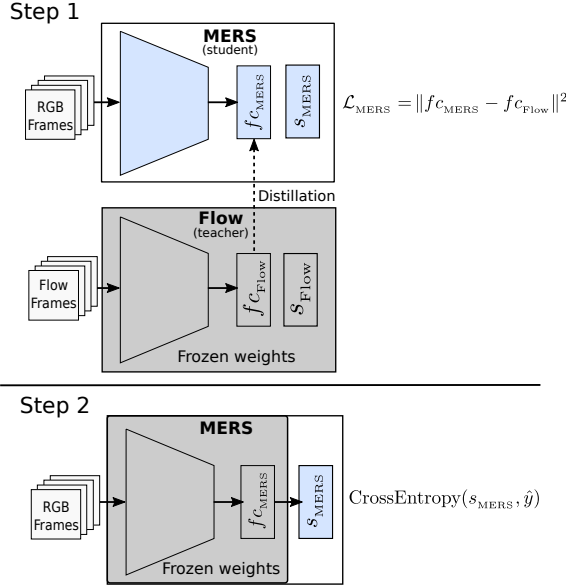 Step 1
MERS
(student)
RGB
Frames
fc_MERS
s_MERS
ℒ_MERS = ‖fc_MERS − fc_Flow‖²
Distillation
Flow
(teacher)
Flow
Frames
fc_Flow
s_Flow
Frozen weights
Step 2
MERS
RGB
Frames
fc_MERS
s_MERS
CrossEntropy(s_MERS, ŷ)
Frozen weights